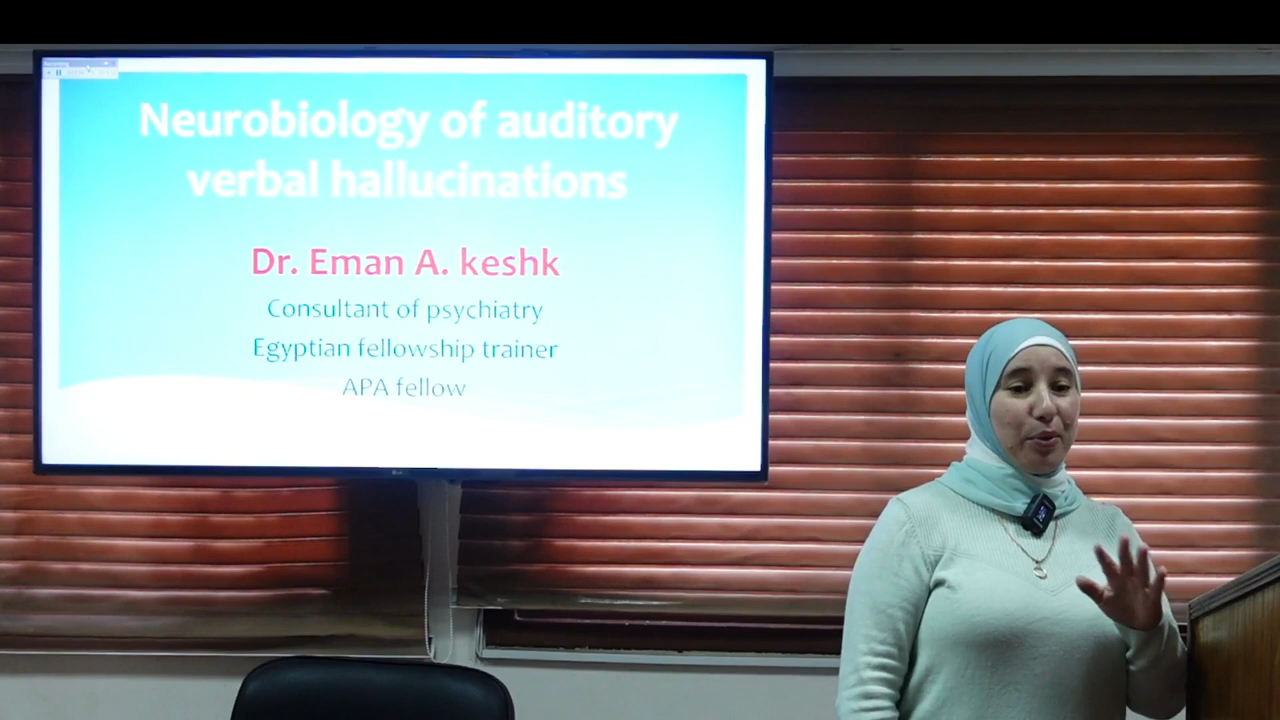 Neurobiology of auditory
verbal hallucinations
Dr. Eman A. keshk
Consultant of psychiatry
Egyptian fellowship trainer
APA fellow